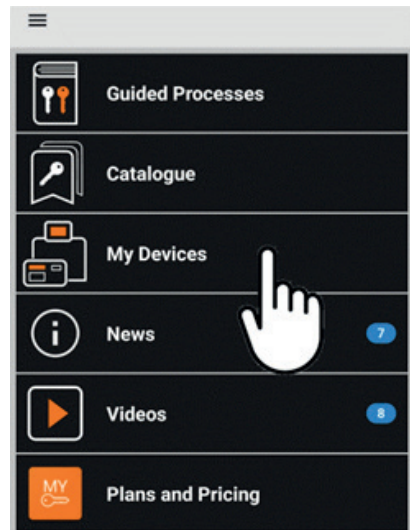 Guided Processes
Catalogue
My Devices
News
7
Videos
8
MY
Plans and Pricing